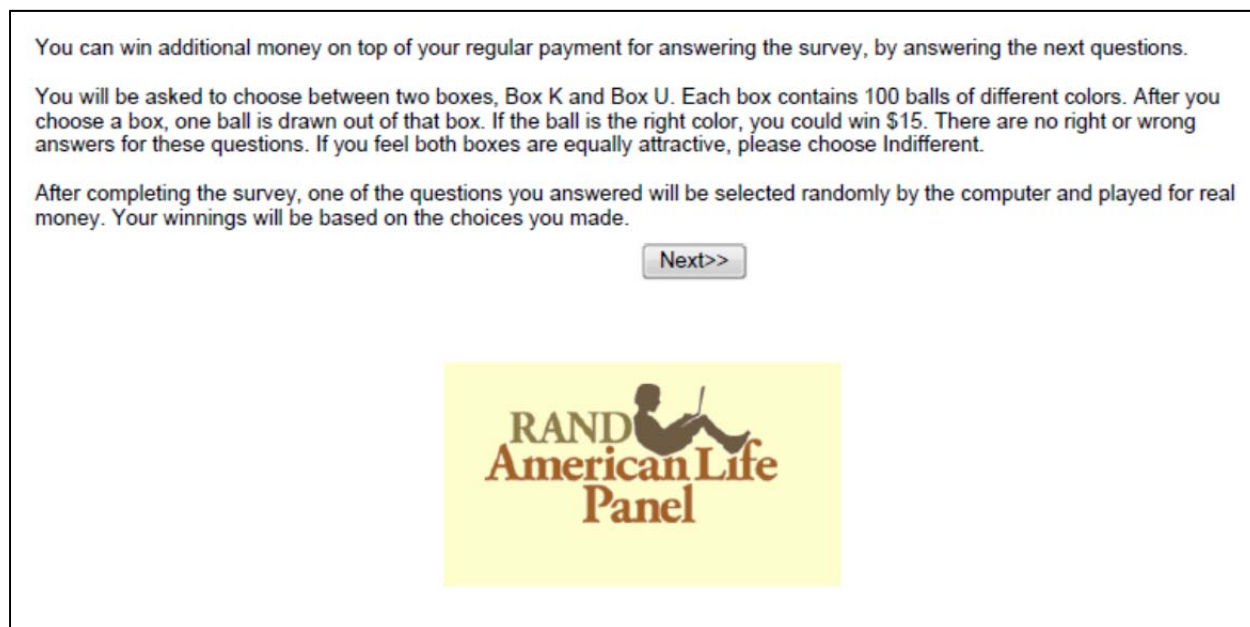 You can win additional money on top of your regular payment for answering the survey, by answering the next questions.
You will be asked to choose between two boxes, Box K and Box U. Each box contains 100 balls of different colors. After you
choose a box, one ball is drawn out of that box. If the ball is the right color, you could win $15. There are no right or wrong
answers for these questions. If you feel both boxes are equally attractive, please choose Indifferent.
After completing the survey, one of the questions you answered will be selected randomly by the computer and played for real
money. Your winnings will be based on the choices you made.
Next>>
RAND
American Life
Panel